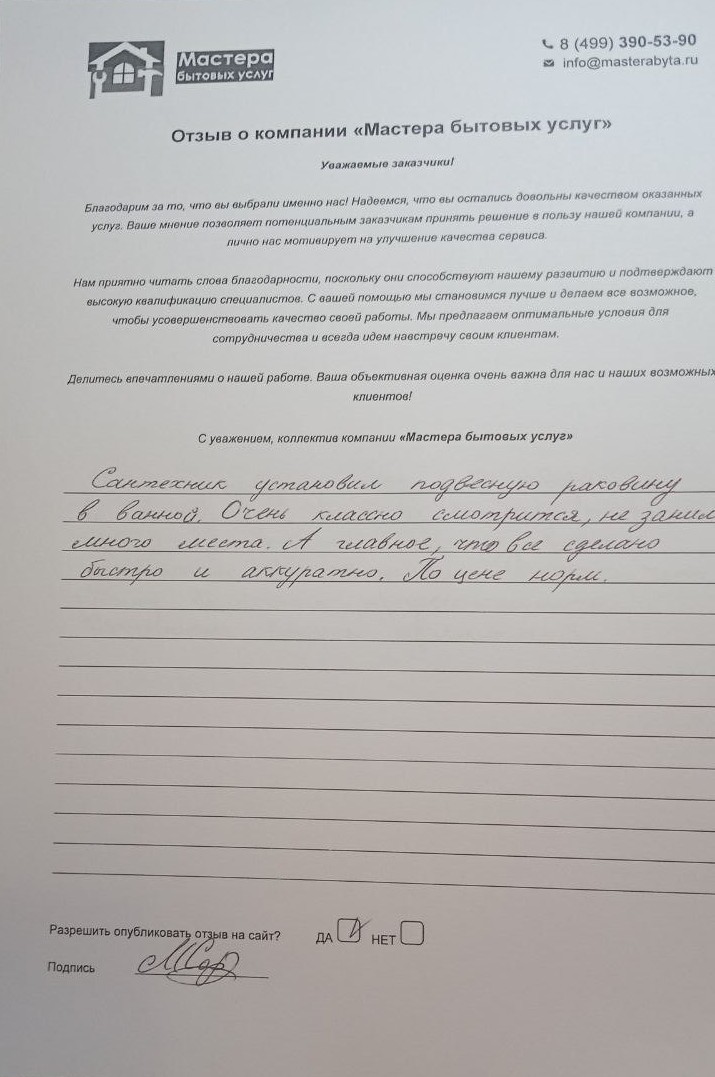 Мастера
бытовых услуг
8 (499) 390-53-90
info@masterabyta.ru
Отзыв о компании «Мастера бытовых услуг»
Уважаемые заказчики!
Благодарим за то, что вы выбрали именно нас! Надеемся, что вы остались довольны качеством оказанных
услуг. Ваше мнение позволяет потенциальным заказчикам принять решение в пользу нашей компании, а
лично нас мотивирует на улучшение качества сервиса.
Нам приятно читать слова благодарности, поскольку они способствуют нашему развитию и подтверждают
высокую квалификацию специалистов. С вашей помощью мы становимся лучше и делаем все возможное,
чтобы усовершенствовать качество своей работы. Мы предлагаем оптимальные условия для
сотрудничества и всегда идем навстречу своим клиентам.
Делитесь впечатлениями о нашей работе. Ваша объективная оценка очень важна для нас и наших возможных
клиентов!
С уважением, коллектив компании «Мастера бытовых услуг»
Сантехник установил подвесную раковину
в ванной. Очень классно смотрится, не заним
много места. А главное, что все сделано
быстро и аккуратно. По цене норм.
Разрешить опубликовать отзыв на сайт? ДА НЕТ
Подпись